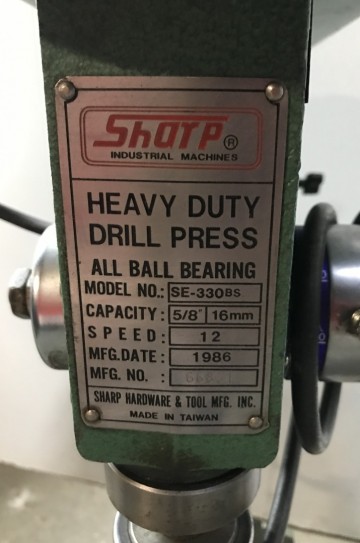 Sharp®
INDUSTRIAL MACHINES
HEAVY DUTY
DRILL PRESS
ALL BALL BEARING
MODEL NO.: SE-330BS
CAPACITY: 5/8" 16mm
SPEED: 12
MFG.DATE: 1986
MFG. NO. :
SHARP HARDWARE & TOOL MFG. INC.
MADE IN TAIWAN